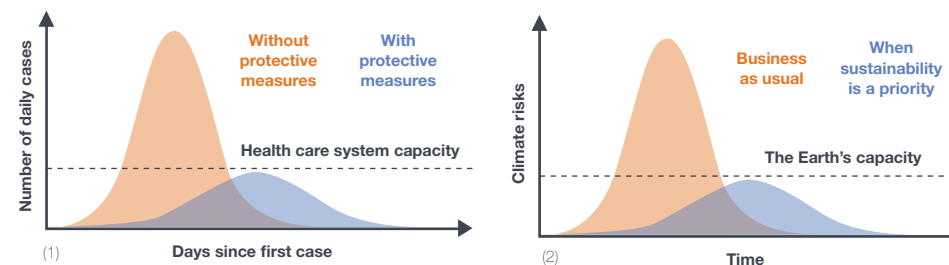 Number of daily cases
Without
protective
measures
With
protective
measures
Health care system capacity
Days since first case
(1)
Climate risks
Business
as usual
When
sustainability
is a priority
The Earth's capacity
Time
(2)